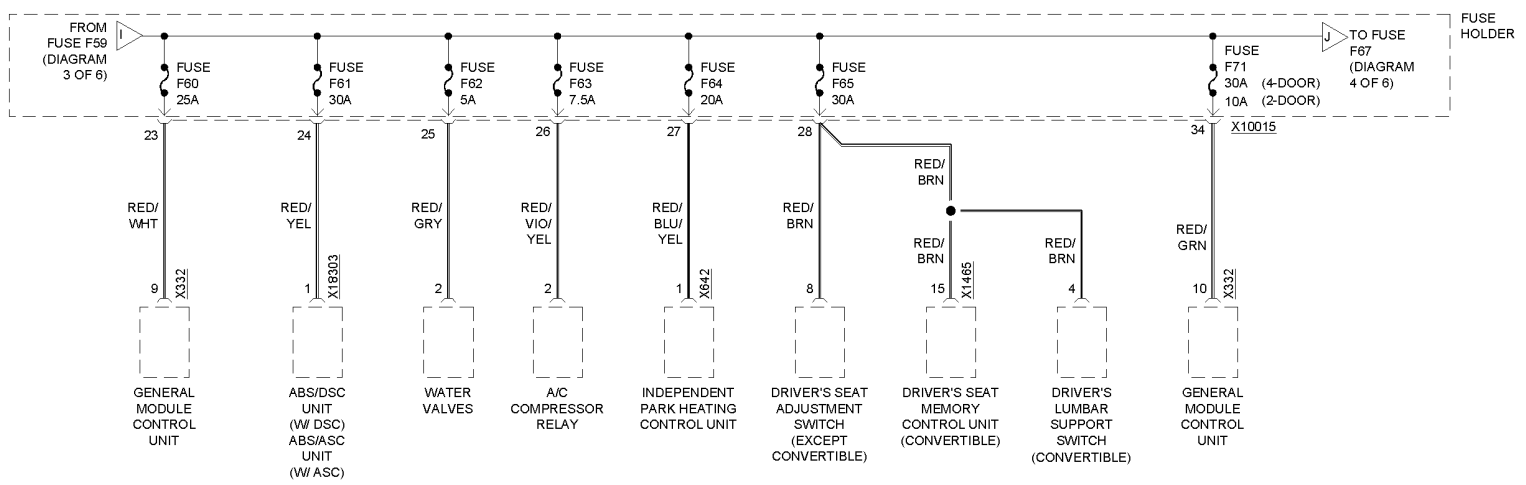 FROM
FUSE F59
(DIAGRAM
3 OF 6)
I
FUSE
F60
25A
FUSE
F61
30A
FUSE
F62
5A
FUSE
F63
7.5A
FUSE
F64
20A
FUSE
F65
30A
FUSE
F71
30A (4-DOOR)
10A (2-DOOR)
J
TO FUSE
F67
(DIAGRAM
4 OF 6)
FUSE
HOLDER
23
24
25
26
27
28
34
X10015
RED/
WHT
RED/
YEL
RED/
GRY
RED/
VIO/
YEL
RED/
BLU/
YEL
RED/
BRN
RED/
BRN
RED/
BRN
RED/
BRN
RED/
GRN
9
X332
1
X18303
2
2
1
X642
8
15
X1465
4
10
X332
GENERAL
MODULE
CONTROL
UNIT
ABS/DSC
UNIT
(W/ DSC)
ABS/ASC
UNIT
(W/ ASC)
WATER
VALVES
A/C
COMPRESSOR
RELAY
INDEPENDENT
PARK HEATING
CONTROL UNIT
DRIVER'S SEAT
ADJUSTMENT
SWITCH
(EXCEPT
CONVERTIBLE)
DRIVER'S SEAT
MEMORY
CONTROL UNIT
(CONVERTIBLE)
DRIVER'S
LUMBAR
SUPPORT
SWITCH
(CONVERTIBLE)
GENERAL
MODULE
CONTROL
UNIT